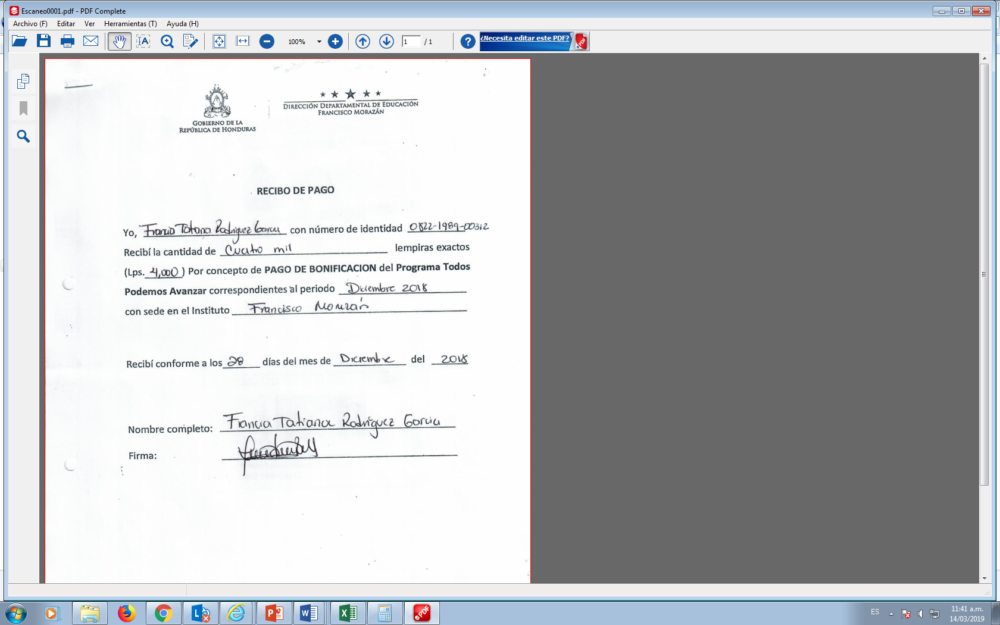 Escaneo0001.pdf - PDF Complete
Archivo (F) Editar Ver Herramientas (T) Ayuda (H)
100% 1 / 1 ? ¿Necesita editar este PDF?
GOBIERNO DE LA
REPÚBLICA DE HONDURAS
DIRECCIÓN DEPARTAMENTAL DE EDUCACIÓN
FRANCISCO MORAZÁN
RECIBO DE PAGO
Yo, Francia Tatiana Rodriguez Garcia con número de identidad 0822-1989-00312
Recibí la cantidad de Cuatro mil lempiras exactos
(Lps. 4,000) Por concepto de PAGO DE BONIFICACION del Programa Todos
Podemos Avanzar correspondientes al periodo Diciembre 2018
con sede en el Instituto Francisco Morazán
Recibí conforme a los 28 días del mes de Diciembre del 2018
Nombre completo: Francia Tatiana Rodriguez Garcia
Firma:
ES 11:41 a.m.
14/03/2019